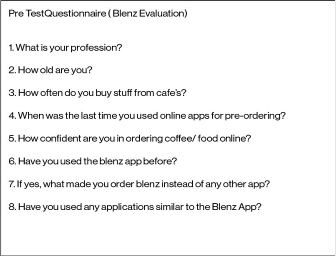 Pre TestQuestionnaire ( Blenz Evaluation)
1. What is your profession?
2. How old are you?
3. How often do you buy stuff from cafe's?
4. When was the last time you used online apps for pre-ordering?
5. How confident are you in ordering coffee/ food online?
6. Have you used the blenz app before?
7. If yes, what made you order blenz instead of any other app?
8. Have you used any applications similar to the Blenz App?